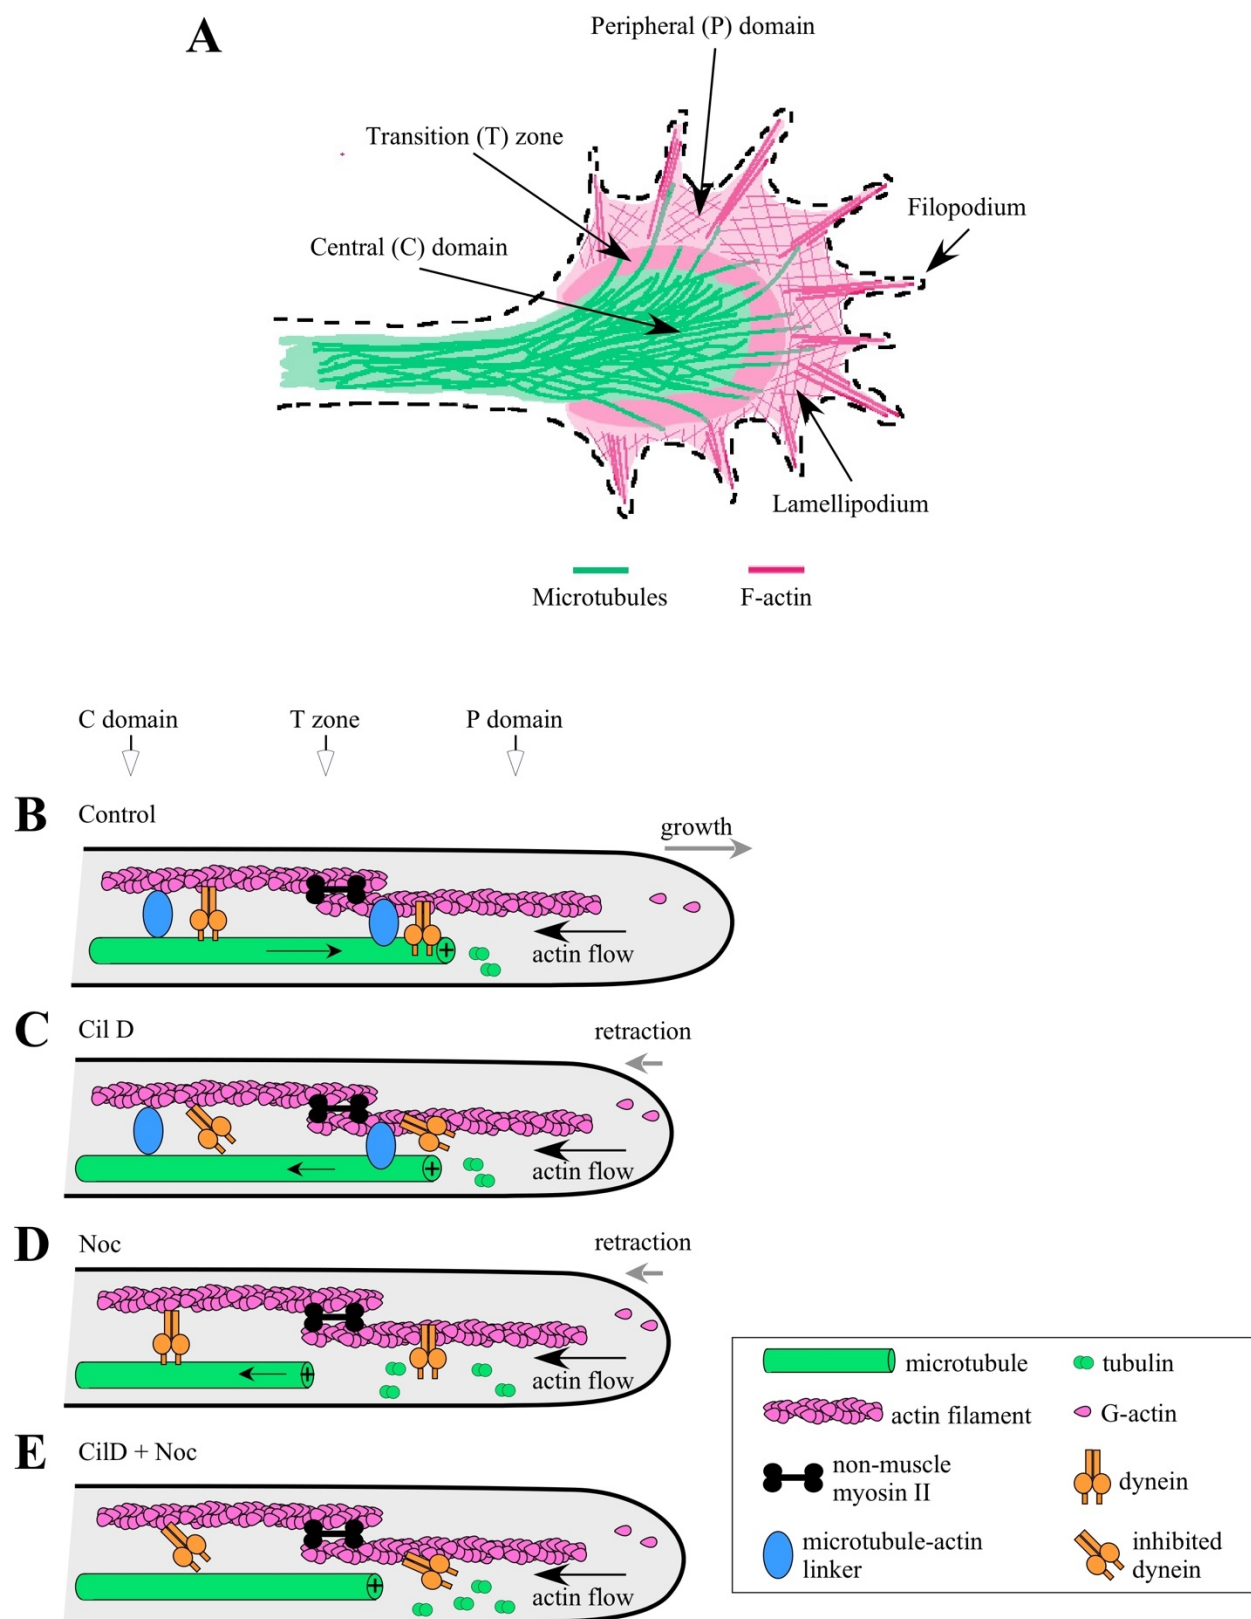 A
Peripheral (P) domain
Transition (T) zone
Filopodium
Central (C) domain
Lamellipodium
Microtubules
F-actin
C domain
T zone
P domain
B
Control
growth
actin flow
+
C
Cil D
retraction
actin flow
+
D
Noc
retraction
actin flow
+
E
CilD + Noc
actin flow
+
microtubule
tubulin
actin filament
G-actin
non-muscle
myosin II
dynein
microtubule-actin
linker
inhibited
dynein